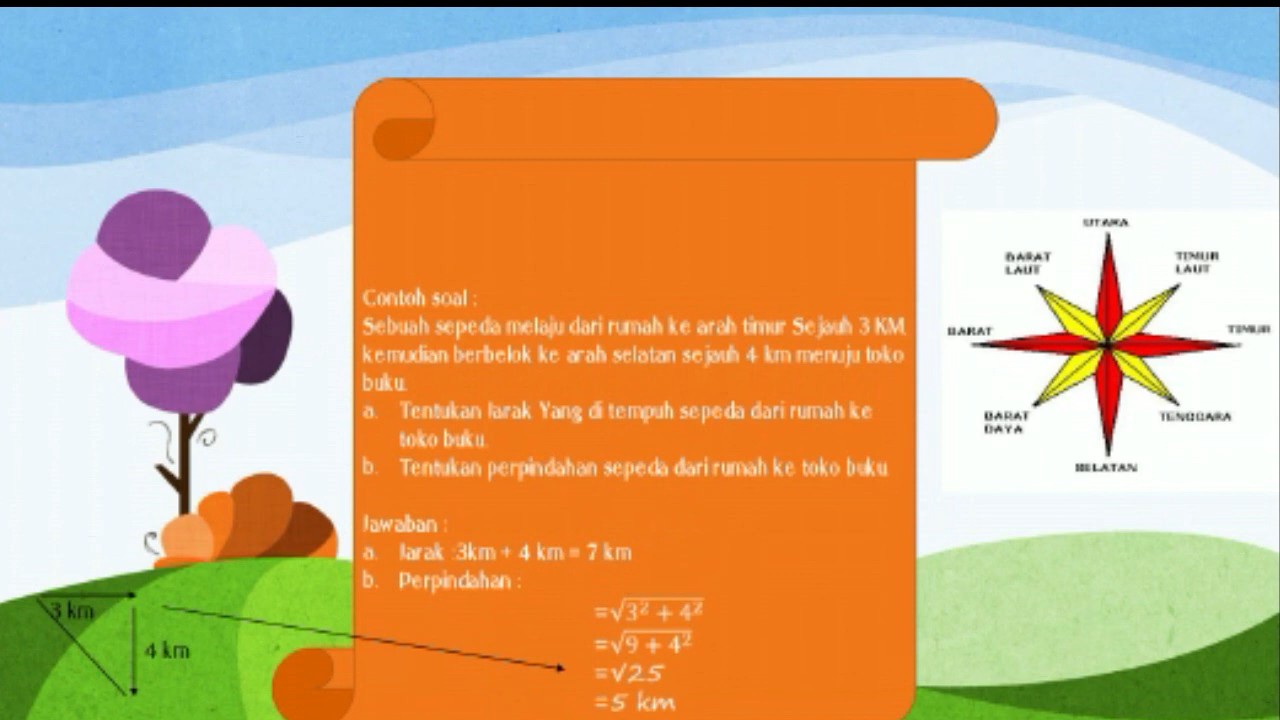 Contoh soal :
Sebuah sepeda melaju dari rumah ke arah timur Sejauh 3 KM
kemudian berbelok ke arah selatan sejauh 4 km menuju toko
buku.
a. Tentukan Jarak Yang di tempuh sepeda dari rumah ke
toko buku.
b. Tentukan perpindahan sepeda dari rumah ke toko buku
Jawaban :
a. Jarak :3km + 4 km = 7 km
b. Perpindahan :
=√3² + 4²
=√9 + 4²
=√25
=5 km
3 km
4 km
UTARA
BARAT
LAUT
TIMUR
LAUT
BARAT
TIMUR
BARAT
DAYA
TENGGARA
SELATAN